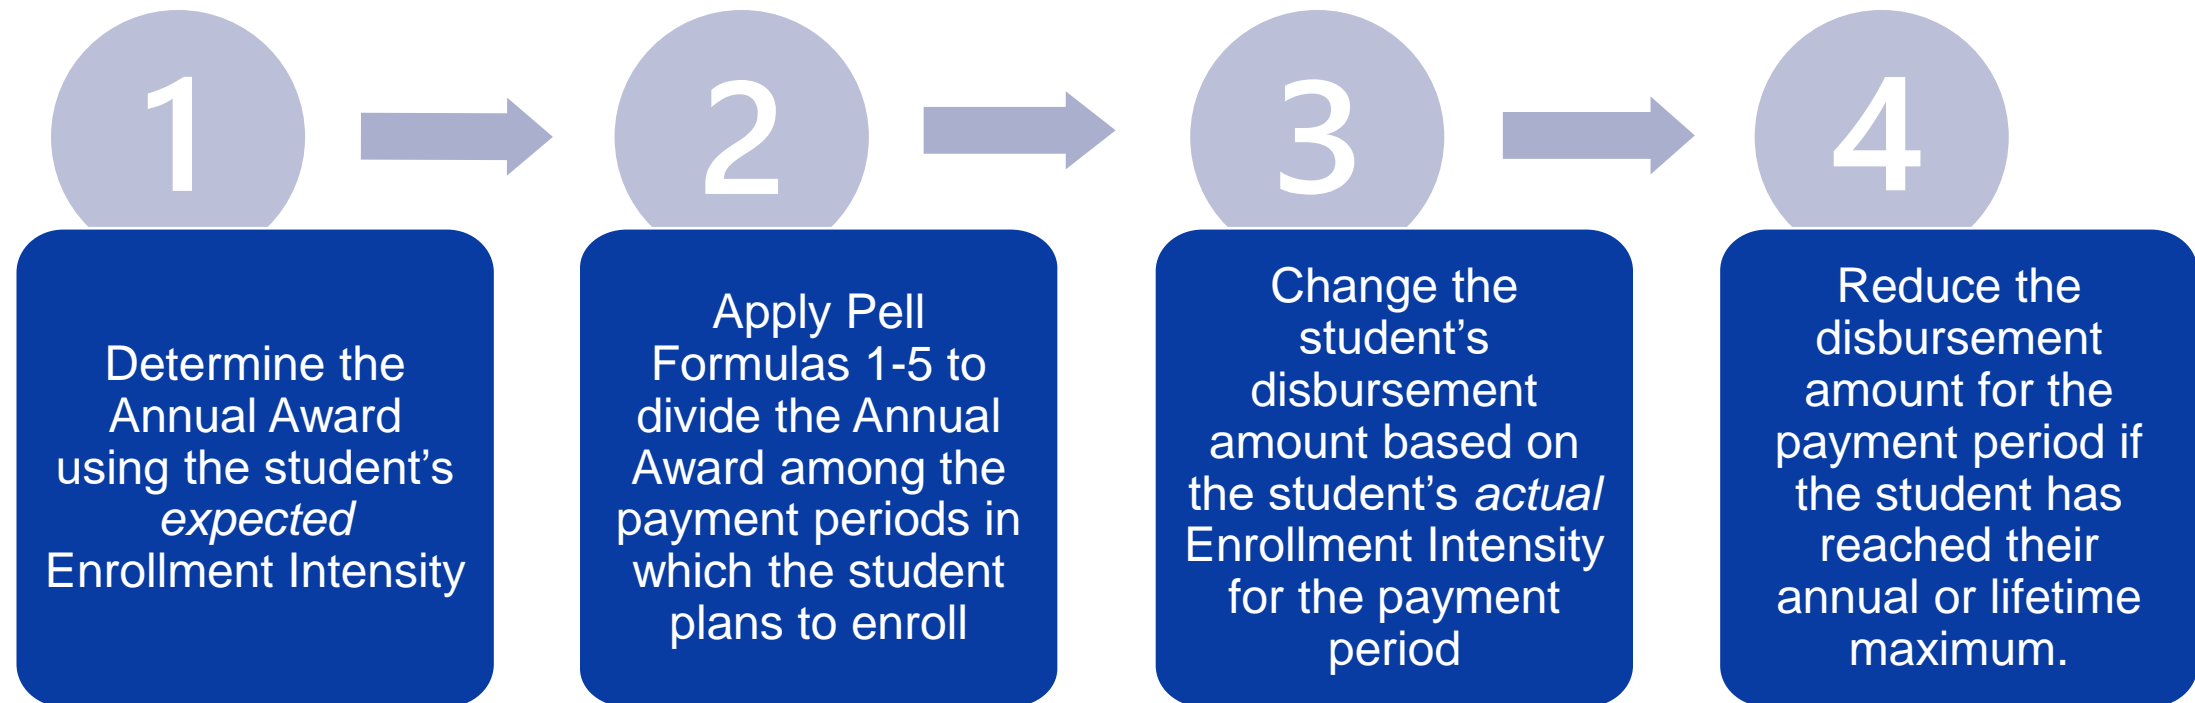 1
Determine the
Annual Award
using the student’s
expected
Enrollment Intensity
2
Apply Pell
Formulas 1-5 to
divide the Annual
Award among the
payment periods in
which the student
plans to enroll
3
Change the
student’s
disbursement
amount based on
the student’s actual
Enrollment Intensity
for the payment
period
4
Reduce the
disbursement
amount for the
payment period if
the student has
reached their
annual or lifetime
maximum.